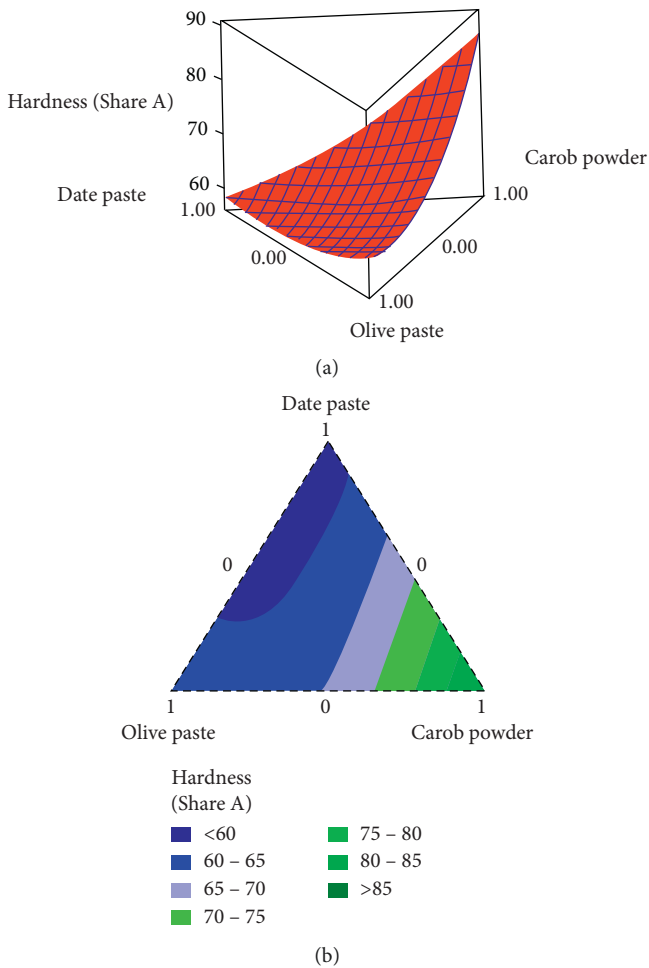 90
80
Hardness (Share A)
70
Carob powder
Date paste
60
1.00
1.00
0.00
0.00
1.00
Olive paste
(a)
Date paste
1
0
0
1
0
1
Olive paste
Carob powder
Hardness
(Share A)
<60
60 – 65
65 – 70
70 – 75
75 – 80
80 – 85
>85
(b)